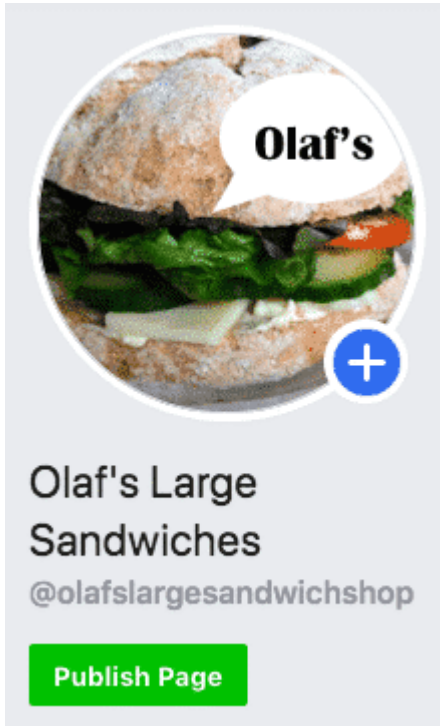 Olaf’s
Olaf's Large
Sandwiches
@olafslargesandwichshop
Publish Page